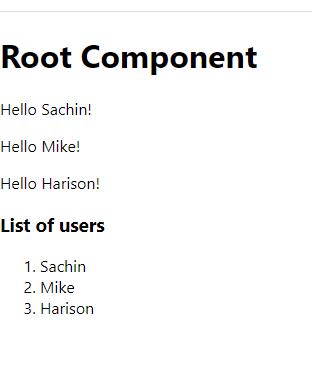 Root Component
Hello Sachin!
Hello Mike!
Hello Harison!
List of users
1. Sachin
2. Mike
3. Harison